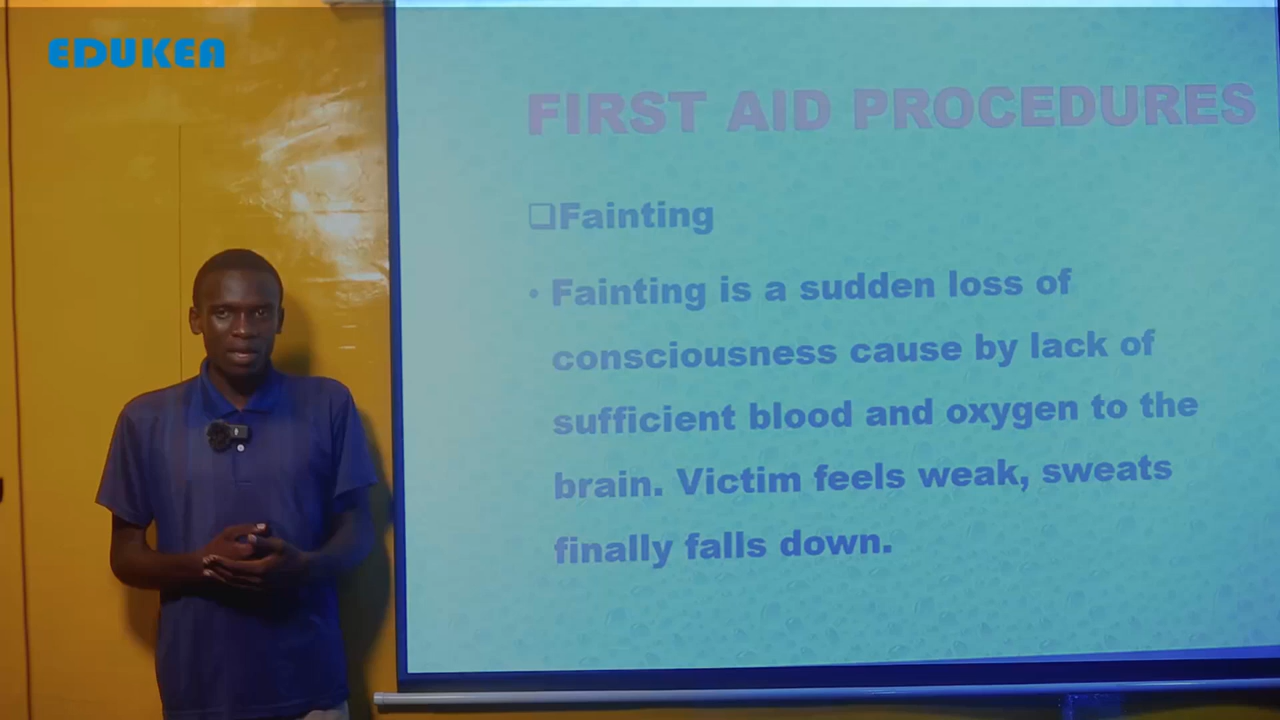 EDUKEA
FIRST AID PROCEDURES
❑Fainting
• Fainting is a sudden loss of
consciousness cause by lack of
sufficient blood and oxygen to the
brain. Victim feels weak, sweats
finally falls down.